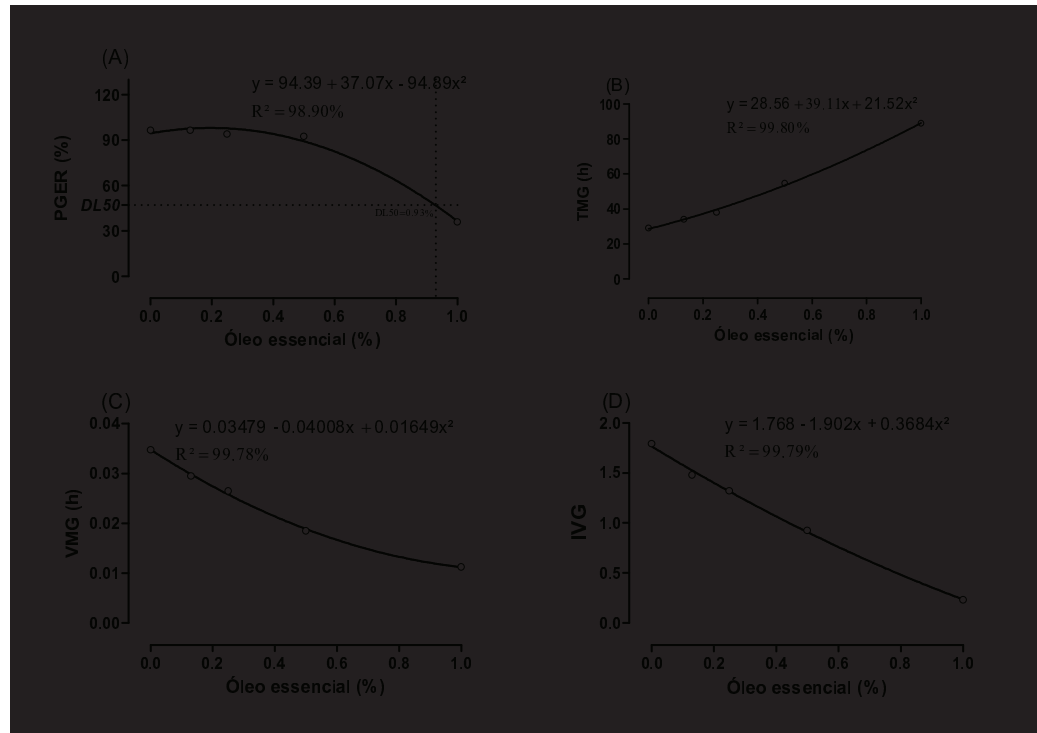 (A)
y = 94.39 + 37.07x - 94.89x²
R² = 98.90%
PGER (%)
120
90
60
DL50
30
0
DL50=0.93%
0.0 0.2 0.4 0.6 0.8 1.0
Óleo essencial (%)
(B)
y = 28.56 + 39.11x + 21.52x²
R² = 99.80%
TMG (h)
100
80
60
40
20
0
0.0 0.2 0.4 0.6 0.8 1.0
Óleo essencial (%)
(C)
y = 0.03479 - 0.04008x + 0.01649x²
R² = 99.78%
VMG (h)
0.04
0.03
0.02
0.01
0.00
0.0 0.2 0.4 0.6 0.8 1.0
Óleo essencial (%)
(D)
y = 1.768 - 1.902x + 0.3684x²
R² = 99.79%
IVG
2.0
1.5
1.0
0.5
0.0
0.0 0.2 0.4 0.6 0.8 1.0
Óleo essencial (%)